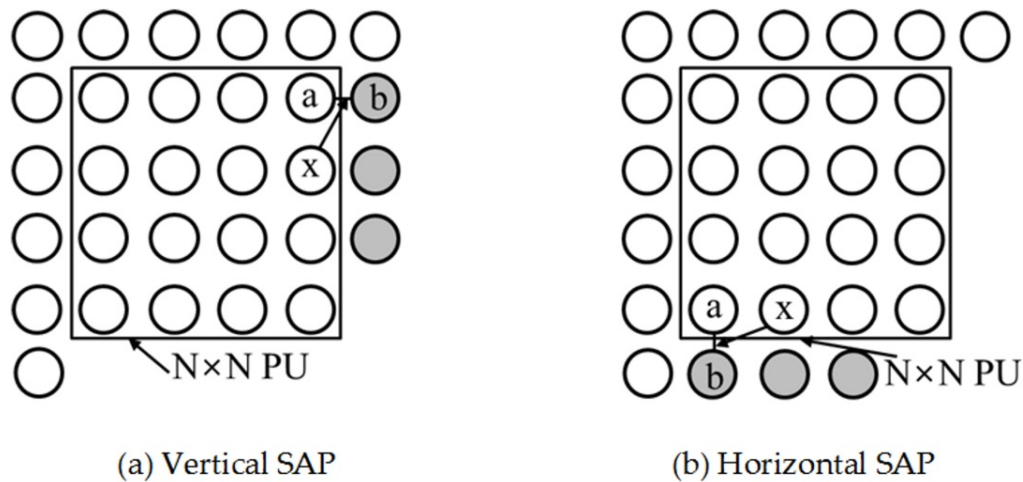 a b
x
N×N PU
(a) Vertical SAP
a x
b
N×N PU
(b) Horizontal SAP